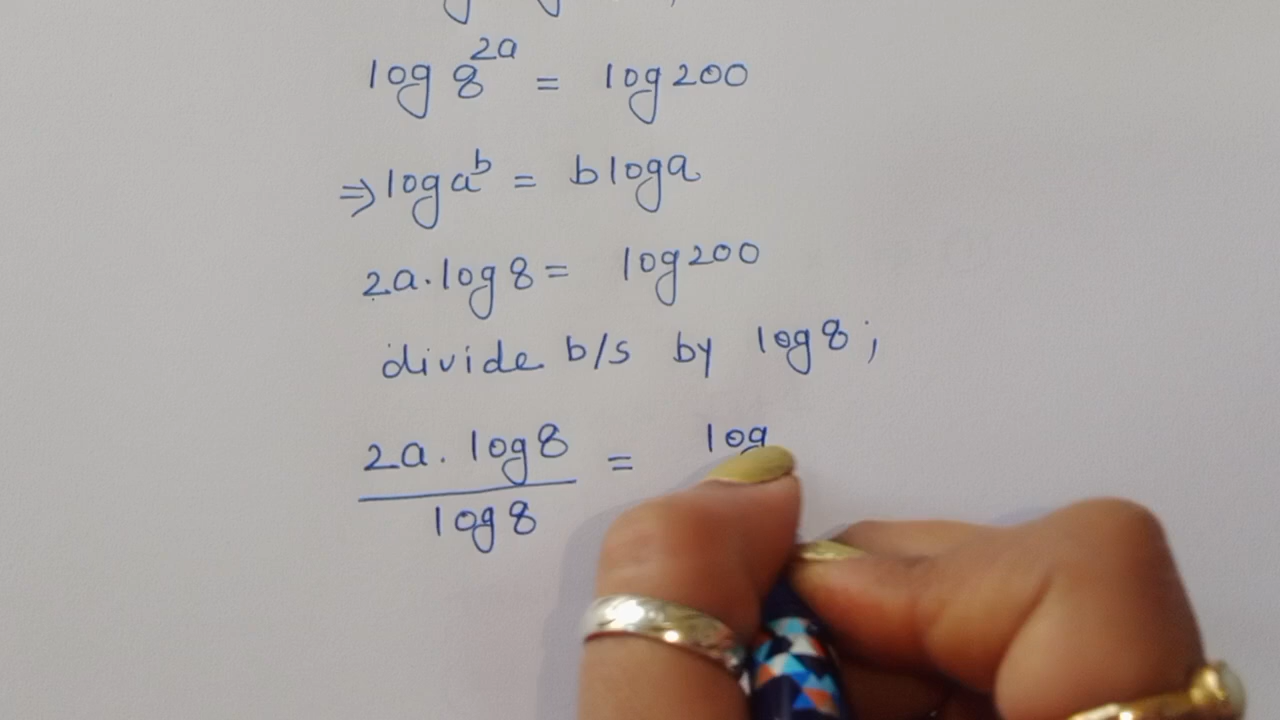 log 8^2a = log 200
⇒ log a^b = b log a
2a. log 8 = log 200
divide b/s by log 8;
2a. log 8 / log 8 = log